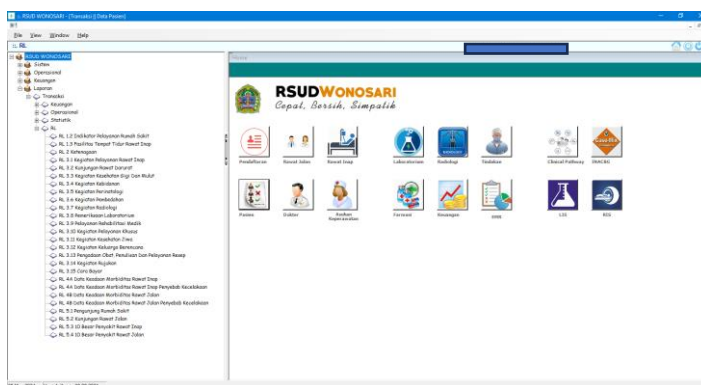 :: RSUD WONOSARI - [Transaksi || Data Pasien]
File View Window Help
:: RL
RSUD WONOSARI
Sistem
Operasional
Keuangan
Laporan
Transaksi
Keuangan
Operasional
Statistik
RL
RL 1.2 Indikator Pelayanan Rumah Sakit
RL 1.3 Fasilitas Tempat Tidur Rawat Inap
RL 2 Ketenagaan
RL 3.1 Kegiatan Pelayanan Rawat Inap
RL 3.2 Kunjungan Rawat Darurat
RL 3.3 Kegiatan Kesehatan Gigi Dan Mulut
RL 3.4 Kegiatan Kebidanan
RL 3.5 Kegiatan Perinatologi
RL 3.6 Kegiatan Pembedahan
RL 3.7 Kegiatan Radiologi
RL 3.8 Pemeriksaan Laboratorium
RL 3.9 Pelayanan Rehabilitasi Medik
RL 3.10 Kegiatan Pelayanan Khusus
RL 3.11 Kegiatan Kesehatan Jiwa
RL 3.12 Kegiatan Keluarga Berencana
RL 3.13 Pengadaan Obat, Penulisan Dan Pelayanan Resep
RL 3.14 Kegiatan Rujukan
RL 3.15 Cara Bayar
RL 4A Data Keadaan Morbiditas Rawat Inap
RL 4A Data Keadaan Morbiditas Rawat Inap Penyebab Kecelakaan
RL 4B Data Keadaan Morbiditas Rawat Jalan
RL 4B Data Keadaan Morbiditas Rawat Jalan Penyebab Kecelakaan
RL 5.1 Pengunjung Rumah Sakit
RL 5.2 Kunjungan Rawat Jalan
RL 5.3 10 Besar Penyakit Rawat Inap
RL 5.4 10 Besar Penyakit Rawat Jalan
Home
RSUDWONOSARI
Cepat, Bersih, Simpatik
Pendaftaran Rawat Jalan Rawat Inap Laboratorium Radiologi Tindakan Clinical Pathway INACBG
Pasien Dokter Asuhan Keperawatan Farmasi Keuangan LIS RIS